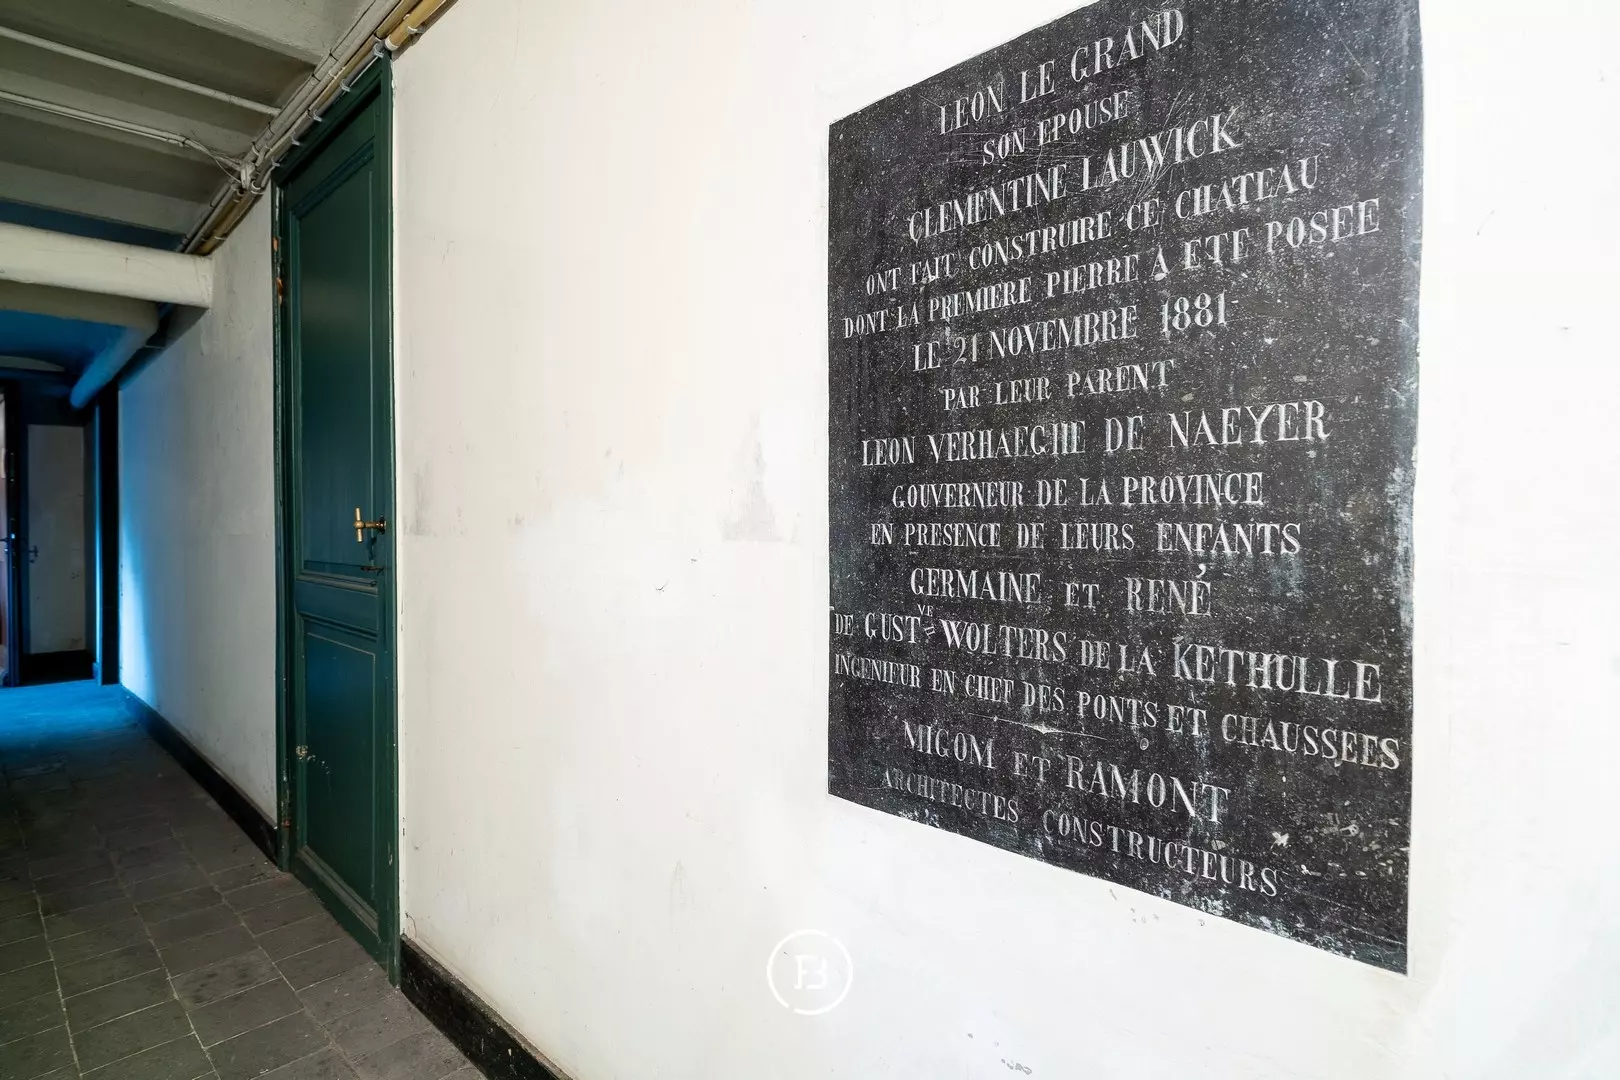 LEON LE GRAND
SON EPOUSE
CLEMENTINE LAUWICK
ONT FAIT CONSTRUIRE CE CHATEAU
DONT LA PREMIERE PIERRE A ETE POSEE
LE 21 NOVEMBRE 1881
PAR LEUR PARENT
LEON VERHAEGHE DE NAEYER
GOUVERNEUR DE LA PROVINCE
EN PRESENCE DE LEURS ENFANTS
GERMAINE ET RENÉ
DE GUSTVE WOLTERS DE LA KETHULLE
INGENIEUR EN CHEF DES PONTS ET CHAUSSEES
MIGOM ET RAMONT
ARCHITECTES CONSTRUCTEURS